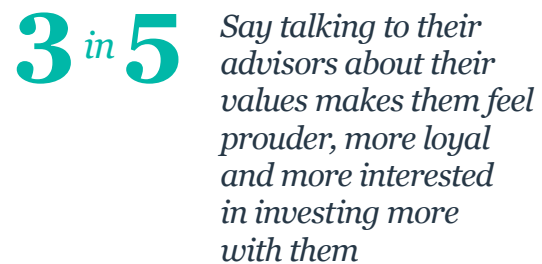 3 in 5
Say talking to their
advisors about their
values makes them feel
prouder, more loyal
and more interested
in investing more
with them